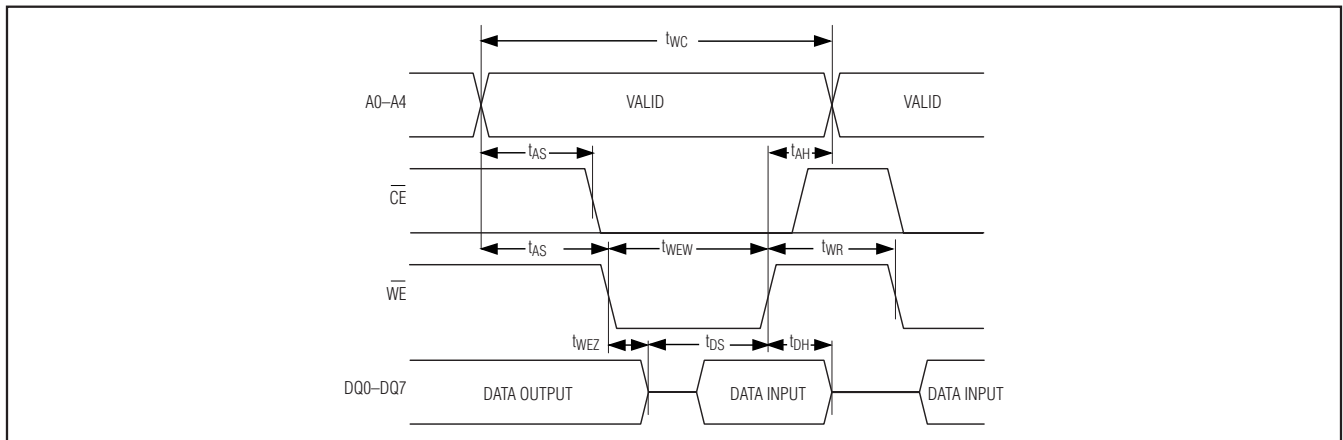 tWC
A0–A4 VALID VALID
tAS tAH
CE
tAS tWEW tWR
WE
tWEZ tDS tDH
DQ0–DQ7 DATA OUTPUT DATA INPUT DATA INPUT